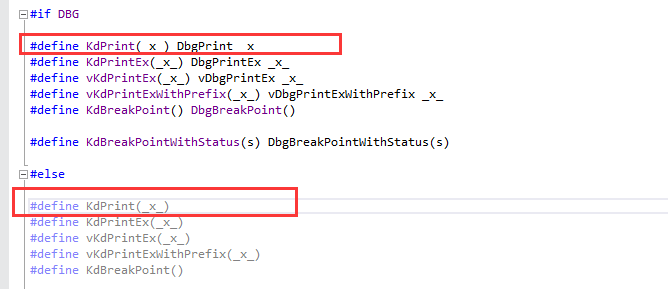 #if DBG
#define KdPrint(_x_) DbgPrint _x_
#define KdPrintEx(_x_) DbgPrintEx _x_
#define vKdPrintEx(_x_) vDbgPrintEx _x_
#define vKdPrintExWithPrefix(_x_) vDbgPrintExWithPrefix _x_
#define KdBreakPoint() DbgBreakPoint()
#define KdBreakPointWithStatus(s) DbgBreakPointWithStatus(s)
#else
#define KdPrint(_x_)
#define KdPrintEx(_x_)
#define vKdPrintEx(_x_)
#define vKdPrintExWithPrefix(_x_)
#define KdBreakPoint()